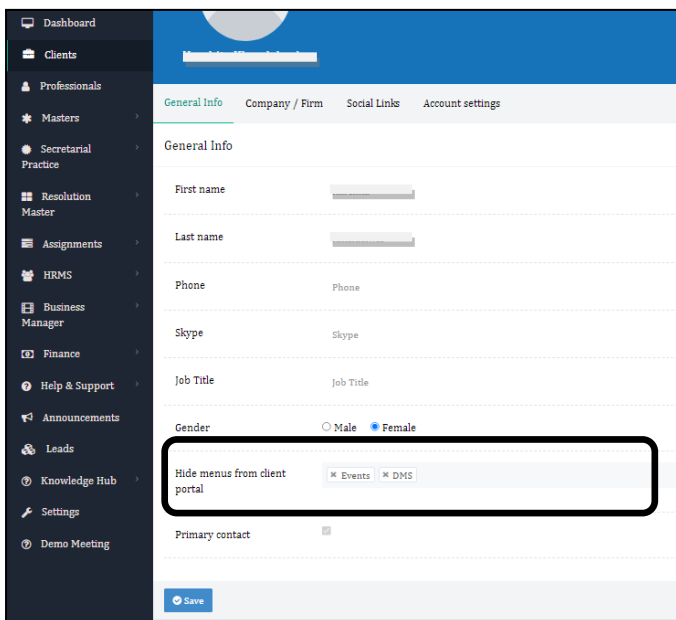 Dashboard
Clients
Professionals
Masters
Secretarial
Practice
Resolution
Master
Assignments
HRMS
Business
Manager
Finance
Help & Support
Announcements
Leads
Knowledge Hub
Settings
Demo Meeting
General Info Company / Firm Social Links Account settings
General Info
First name
Last name
Phone Phone
Skype Skype
Job Title Job Title
Gender Male Female
Hide menus from client
portal
Events DMS
Primary contact
Save